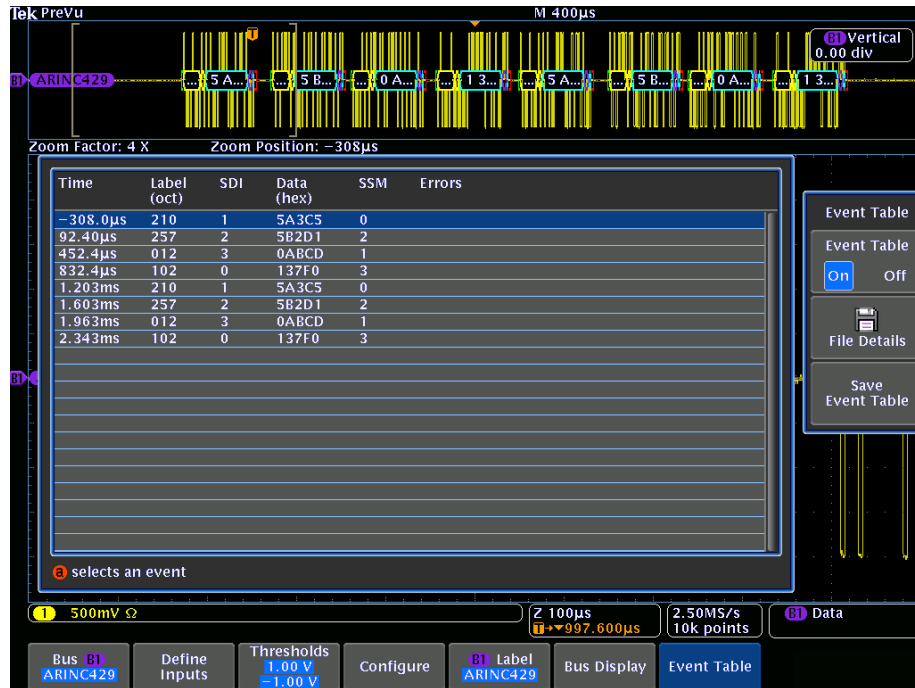 Tek PreVu M 400µs
T
B1 Vertical
0.00 div
B1 ARINC429 ... 5 A... ... 5 B... ... 0 A... ... 1 3... ... 5 A... ... 5 B... ... 0 A... ... 1 3...
Zoom Factor: 4 X Zoom Position: −308µs
Time Label (oct) SDI Data (hex) SSM Errors
−308.0µs 210 1 5A3C5 0
92.40µs 257 2 5B2D1 2
452.4µs 012 3 0ABCD 1
832.4µs 102 0 137F0 3
1.203ms 210 1 5A3C5 0
1.603ms 257 2 5B2D1 2
1.963ms 012 3 0ABCD 1
2.343ms 102 0 137F0 3
B1
a selects an event
Event Table
Event Table
On Off
File Details
Save
Event Table
1 500mV Ω
Z 100µs
T→▼997.600µs
2.50MS/s
10k points
B1 Data
Bus B1
ARINC429
Define
Inputs
Thresholds
1.00 V
−1.00 V
Configure
B1 Label
ARINC429
Bus Display
Event Table